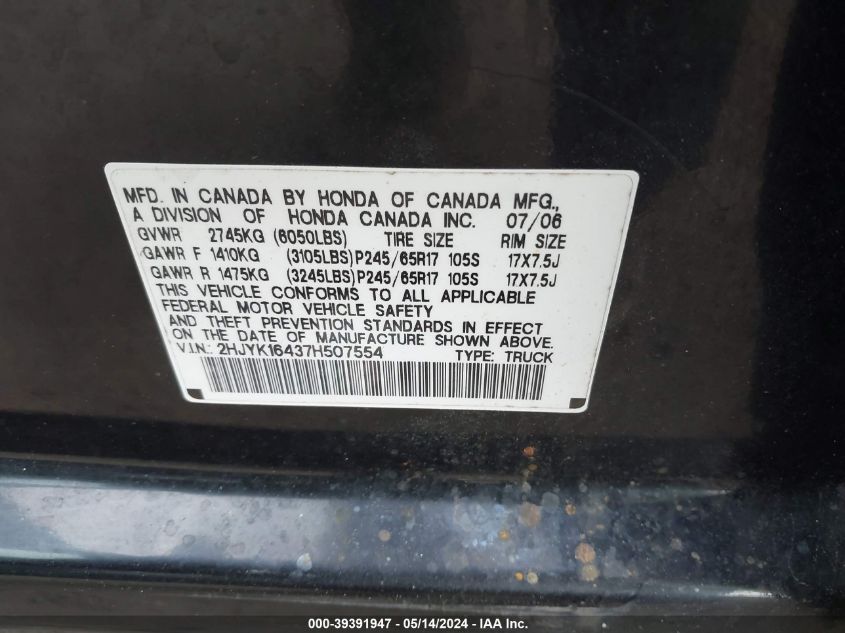 MFD. IN CANADA BY HONDA OF CANADA MFG.,
A DIVISION OF HONDA CANADA INC. 07/06
GVWR 2745KG (6050LBS) TIRE SIZE RIM SIZE
GAWR F 1410KG (3105LBS)P245/65R17 105S 17X7.5J
GAWR R 1475KG (3245LBS)P245/65R17 105S 17X7.5J
THIS VEHICLE CONFORMS TO ALL APPLICABLE
FEDERAL MOTOR VEHICLE SAFETY
AND THEFT PREVENTION STANDARDS IN EFFECT
ON THE DATE OF MANUFACTURE SHOWN ABOVE.
V.I.N.: 2HJYK16437H507554 TYPE: TRUCK
000-39391947 - 05/14/2024 - IAA Inc.